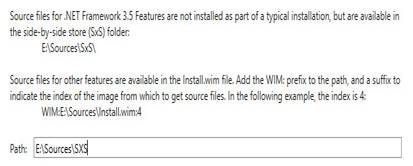 Source files for .NET Framework 3.5 Features are not installed as part of a typical installation, but are available in
the side-by-side store (SxS) folder:
E:\Sources\SxS\
Source files for other features are available in the Install.wim file. Add the WIM: prefix to the path, and a suffix to
indicate the index of the image from which to get source files. In the following example, the index is 4:
WIM:E:\Sources\Install.wim:4
Path: E:\Sources\SXS